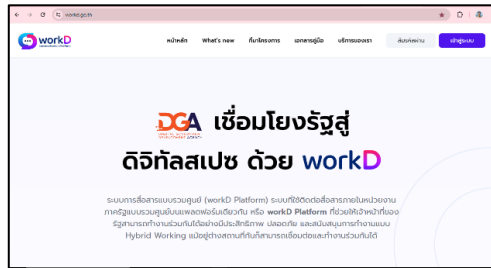 workd.go.th
workD
หน้าหลัก What's new ที่มาโครงการ เอกสารคู่มือ บริการของเรา ลืมรหัสผ่าน เข้าสู่ระบบ
DGA เชื่อมโยงรัฐสู่
ดิจิทัลสเปซ ด้วย workD
ระบบการสื่อสารแบบรวมศูนย์ (workD Platform) ระบบที่ใช้ติดต่อสื่อสารภายในหน่วยงาน
ภาครัฐแบบรวมศูนย์บนแพลตฟอร์มเดียวกัน หรือ workD Platform ที่ช่วยให้เจ้าหน้าที่ของ
รัฐสามารถทำงานร่วมกันได้อย่างมีประสิทธิภาพ ปลอดภัย และสนับสนุนการทำงานแบบ
Hybrid Working แม้อยู่ต่างสถานที่กันก็สามารถเชื่อมต่อและทำงานร่วมกันได้